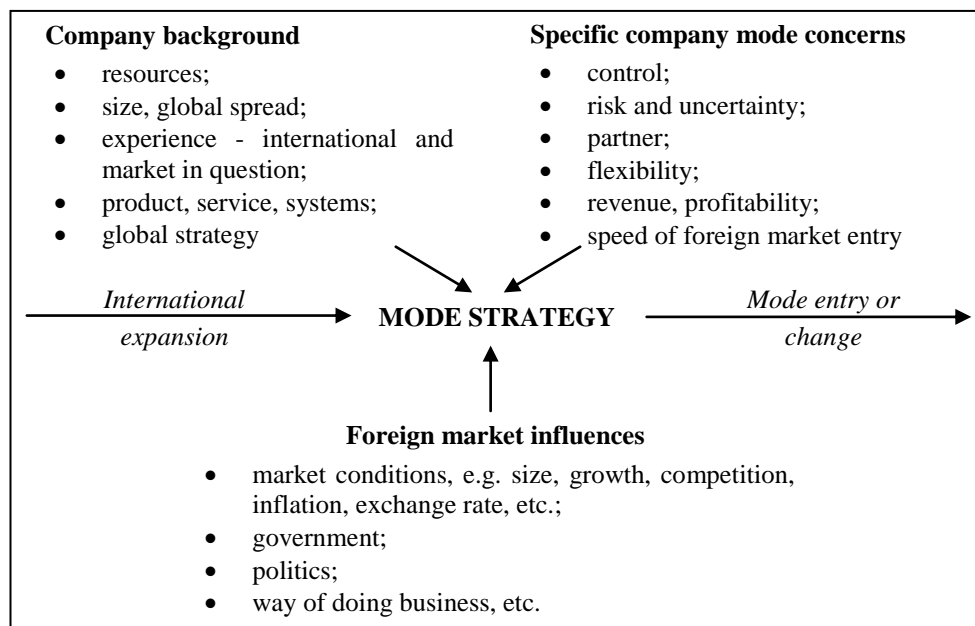 Company background
• resources;
• size, global spread;
• experience - international and
market in question;
• product, service, systems;
• global strategy
Specific company mode concerns
• control;
• risk and uncertainty;
• partner;
• flexibility;
• revenue, profitability;
• speed of foreign market entry
International
expansion
MODE STRATEGY
Mode entry or
change
Foreign market influences
• market conditions, e.g. size, growth, competition,
inflation, exchange rate, etc.;
• government;
• politics;
• way of doing business, etc.